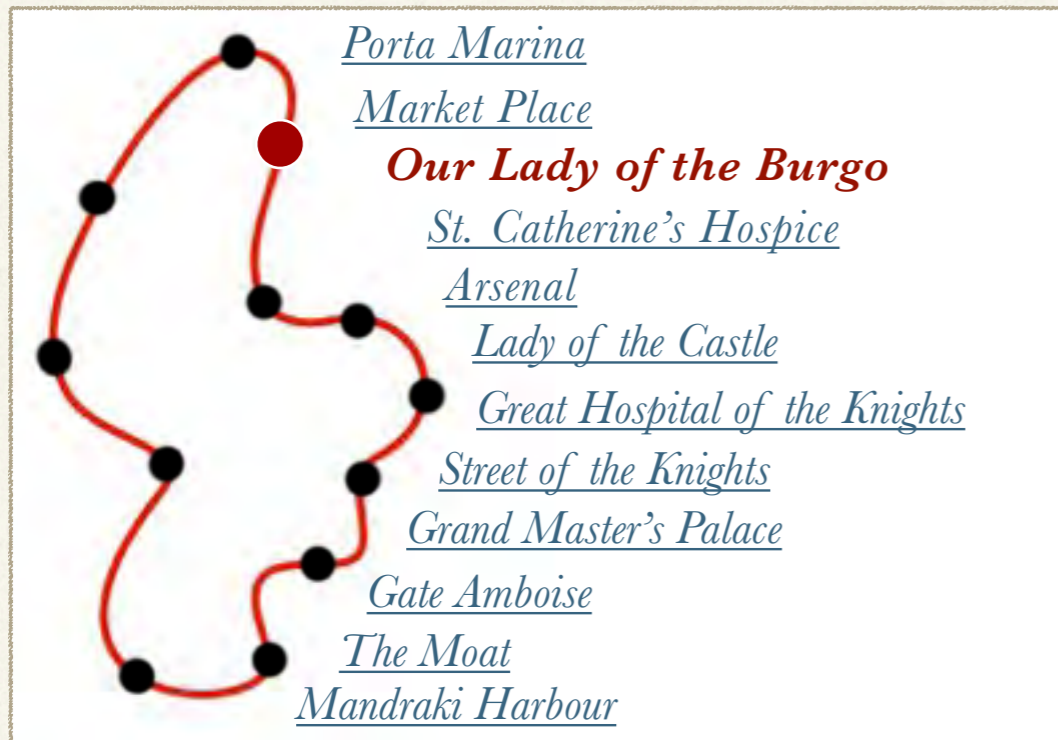 Porta Marina
Market Place
Our Lady of the Burgo
St. Catherine’s Hospice
Arsenal
Lady of the Castle
Great Hospital of the Knights
Street of the Knights
Grand Master’s Palace
Gate Amboise
The Moat
Mandraki Harbour